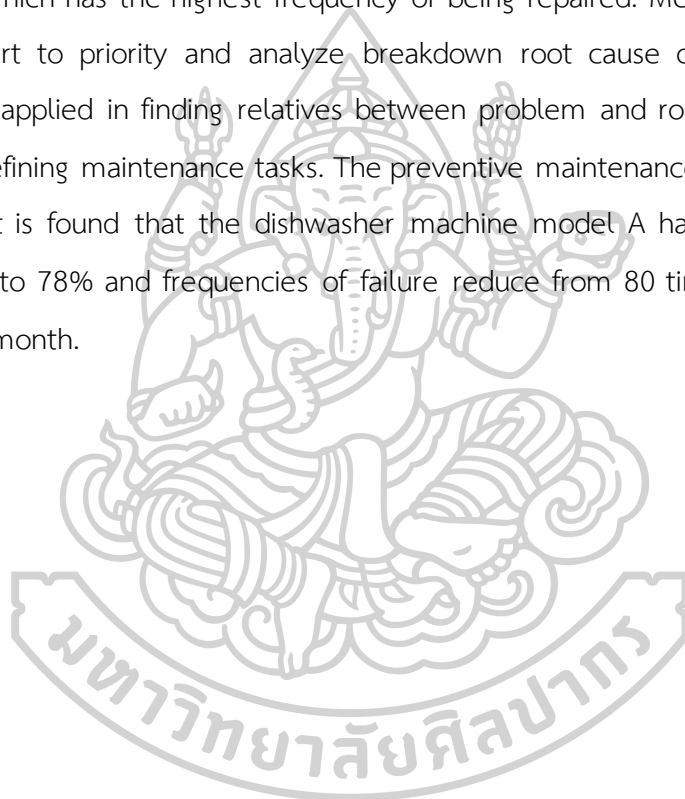 which has the highest frequency of being repaired. Mo
rt to priority and analyze breakdown root cause
applied in finding relatives between problem and ro
efining maintenance tasks. The preventive maintenance
t is found that the dishwasher machine model A ha
to 78% and frequencies of failure reduce from 80 ti
month.
มหาวิทยาลัยศิลปากร